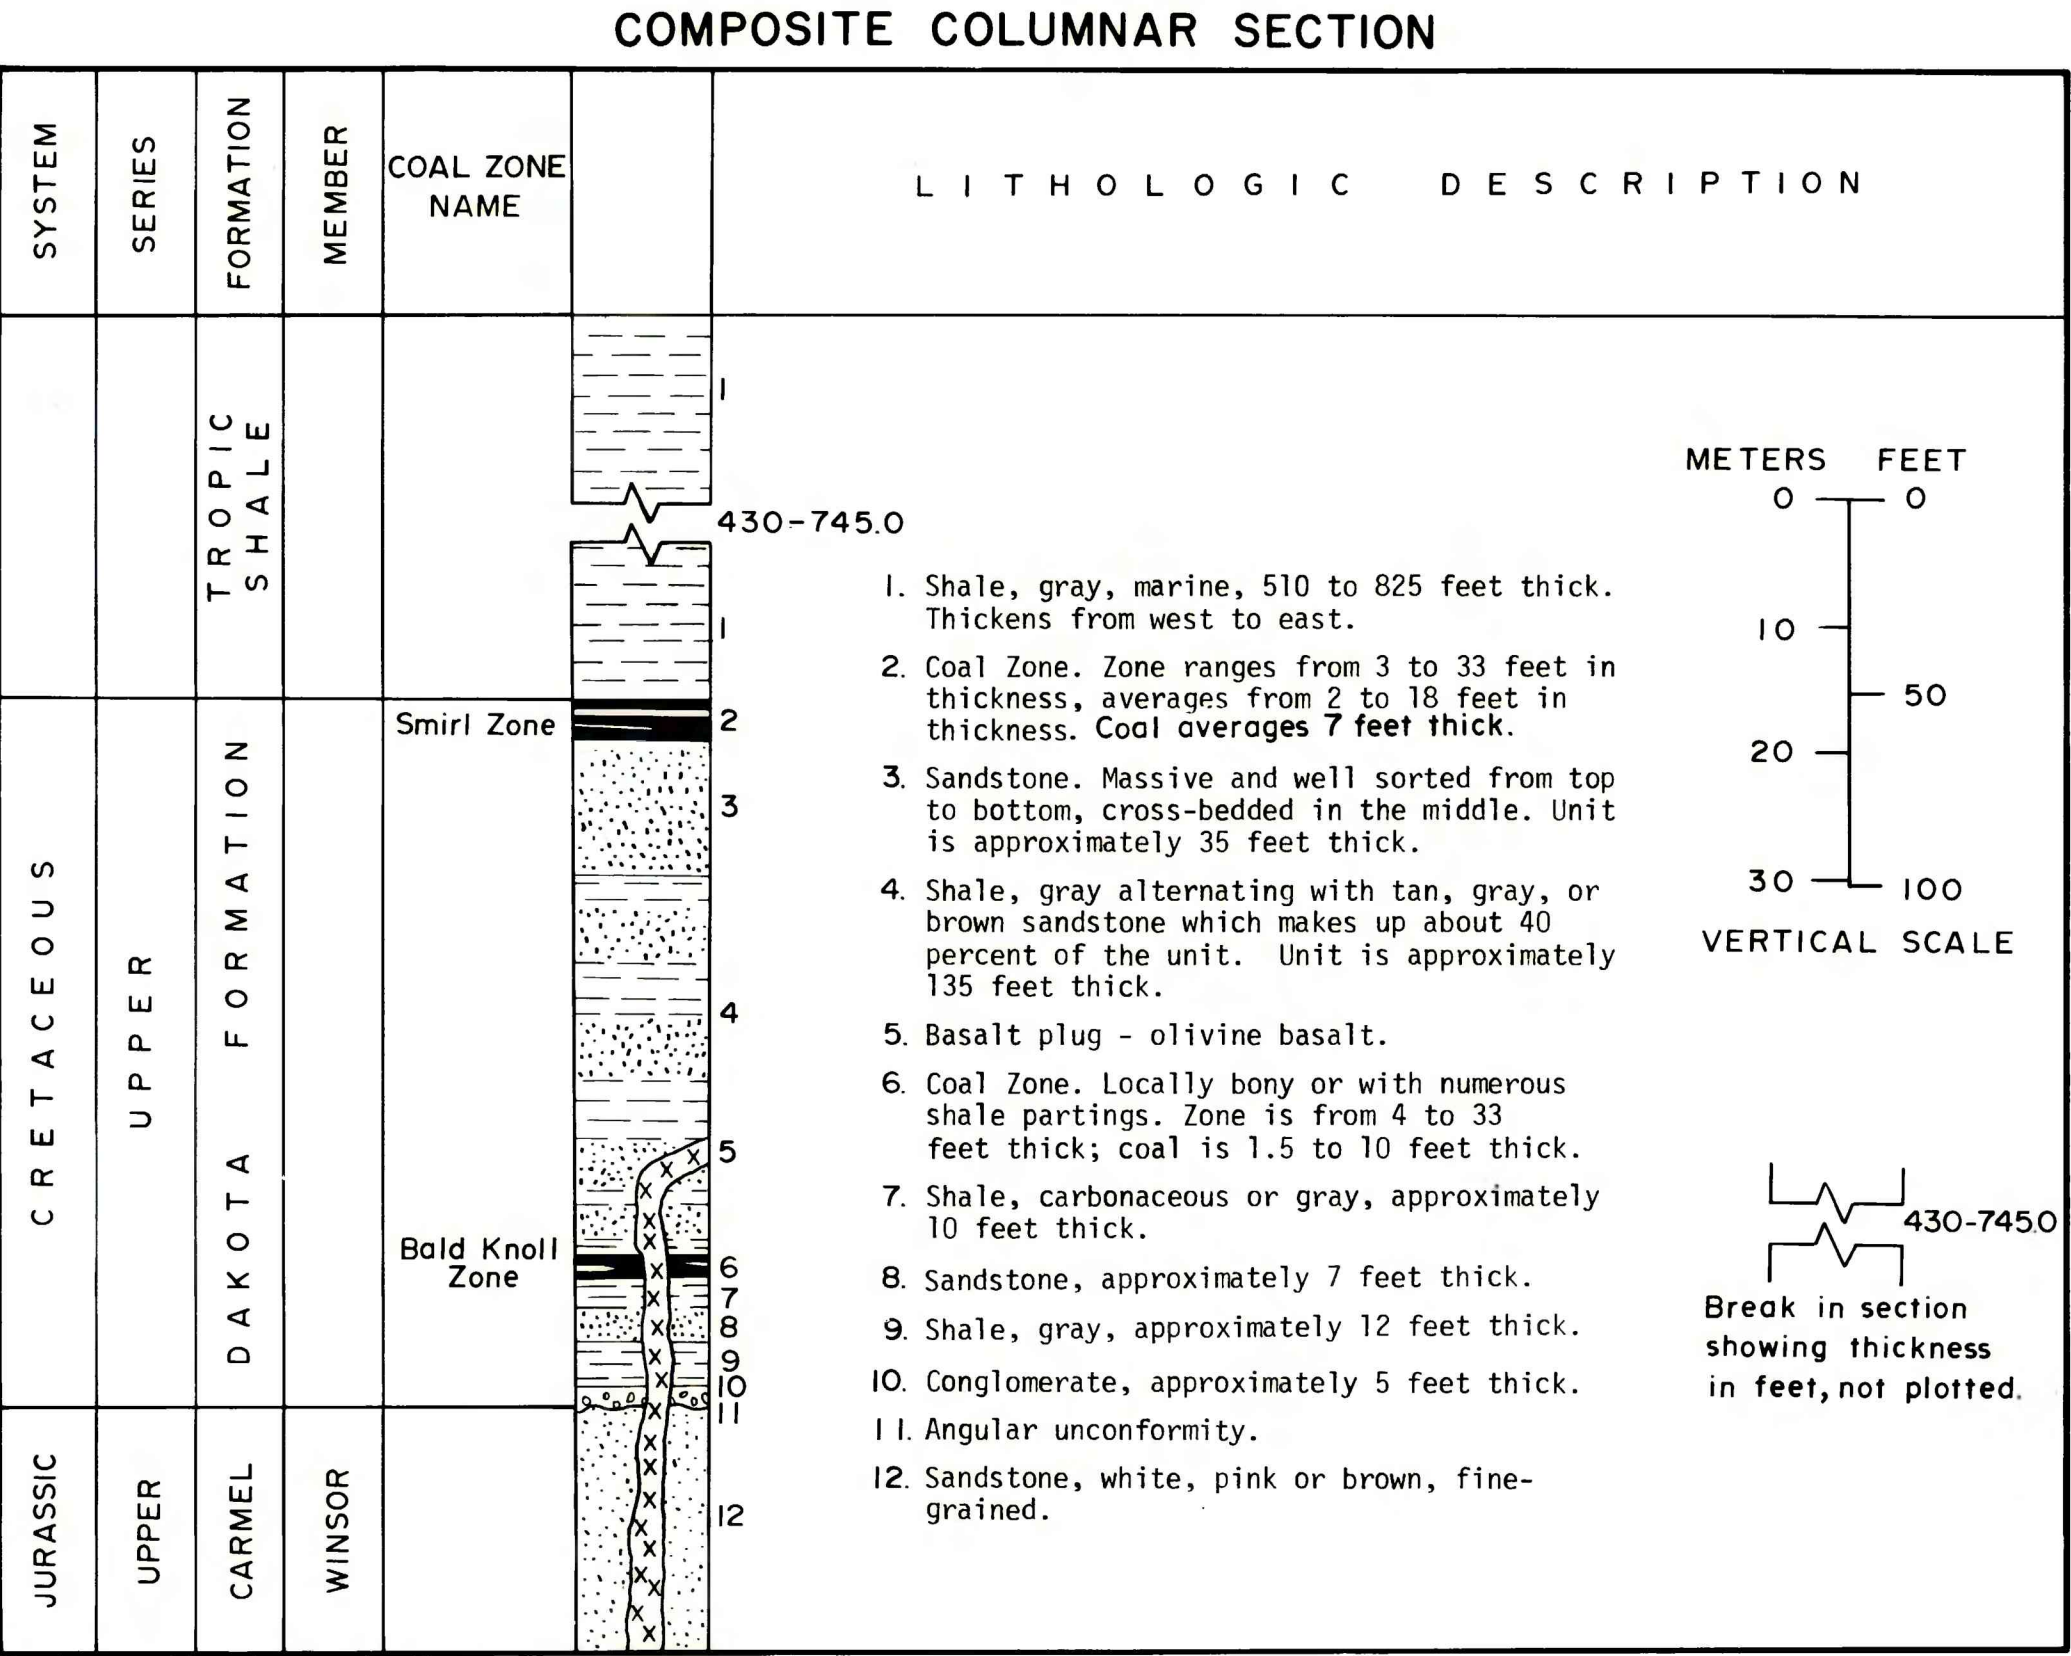 COMPOSITE COLUMNAR SECTION
SYSTEM
SERIES
FORMATION
MEMBER
COAL ZONE
NAME
LITHOLOGIC DESCRIPTION
TROPIC
SHALE
CRETACEOUS
UPPER
DAKOTA FORMATION
Smirl Zone
Bald Knoll
Zone
JURASSIC
UPPER
CARMEL
WINSOR
1
430-745.0
1
2
3
4
5
6
7
8
9
10
11
12
1. Shale, gray, marine, 510 to 825 feet thick.
Thickens from west to east.
2. Coal Zone. Zone ranges from 3 to 33 feet in
thickness, averages from 2 to 18 feet in
thickness. Coal averages 7 feet thick.
3. Sandstone. Massive and well sorted from top
to bottom, cross-bedded in the middle. Unit
is approximately 35 feet thick.
4. Shale, gray alternating with tan, gray, or
brown sandstone which makes up about 40
percent of the unit. Unit is approximately
135 feet thick.
5. Basalt plug - olivine basalt.
6. Coal Zone. Locally bony or with numerous
shale partings. Zone is from 4 to 33
feet thick; coal is 1.5 to 10 feet thick.
7. Shale, carbonaceous or gray, approximately
10 feet thick.
8. Sandstone, approximately 7 feet thick.
9. Shale, gray, approximately 12 feet thick.
10. Conglomerate, approximately 5 feet thick.
11. Angular unconformity.
12. Sandstone, white, pink or brown, fine-
grained.
METERS FEET
0 0
10
50
20
30 100
VERTICAL SCALE
430-745.0
Break in section
showing thickness
in feet, not plotted.